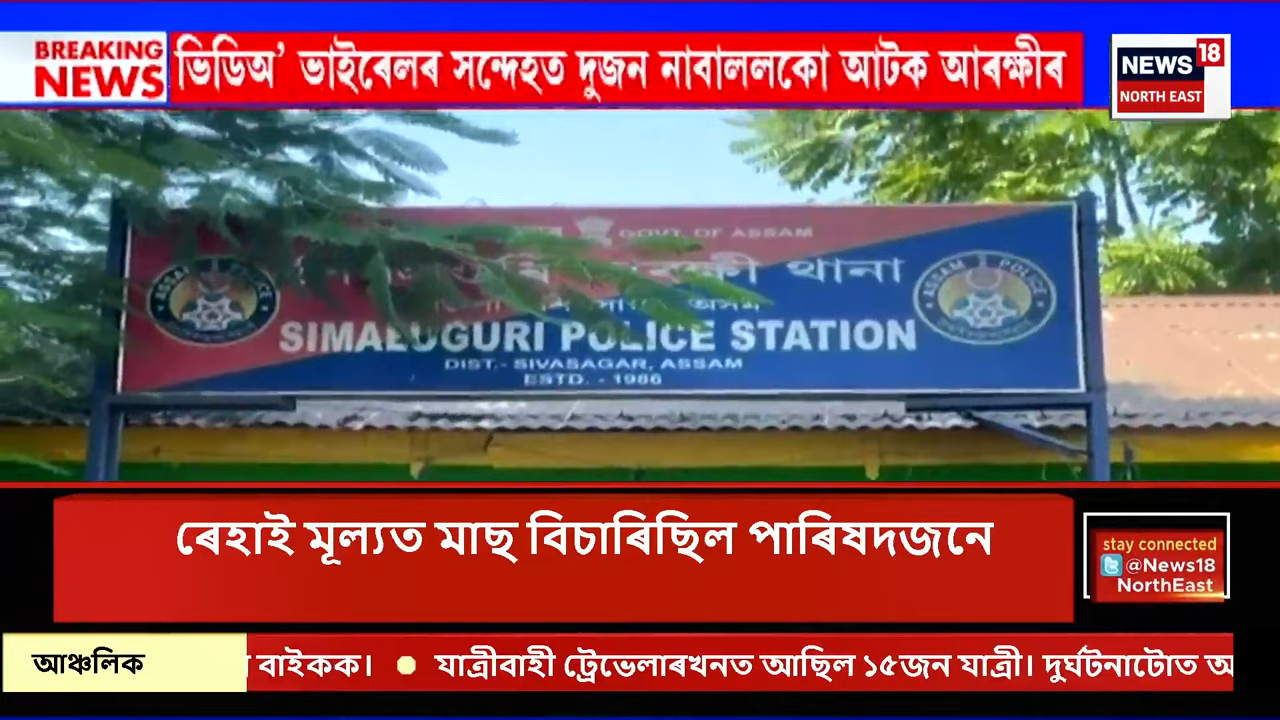 BREAKING
NEWS
ভিডিঅ' ভাইৰেলৰ সন্দেহত দুজন নাবাললকো আটক আৰক্ষীৰ
NEWS 18
NORTH EAST
GOVT. OF ASSAM
থানা
অসম
SIMALUGURI POLICE STATION
DIST.- SIVASAGAR, ASSAM
ESTD. - 1986
ASSAM POLICE
ASSAM POLICE
ৰেহাই মূল্যত মাছ বিচাৰিছিল পাৰিষদজনে
stay connected
@News18
NorthEast
আঞ্চলিক
বাইকক। ● যাত্ৰীবাহী ট্ৰেভেলাৰখনত আছিল ১৫জন যাত্ৰী। দুৰ্ঘটনাটোত